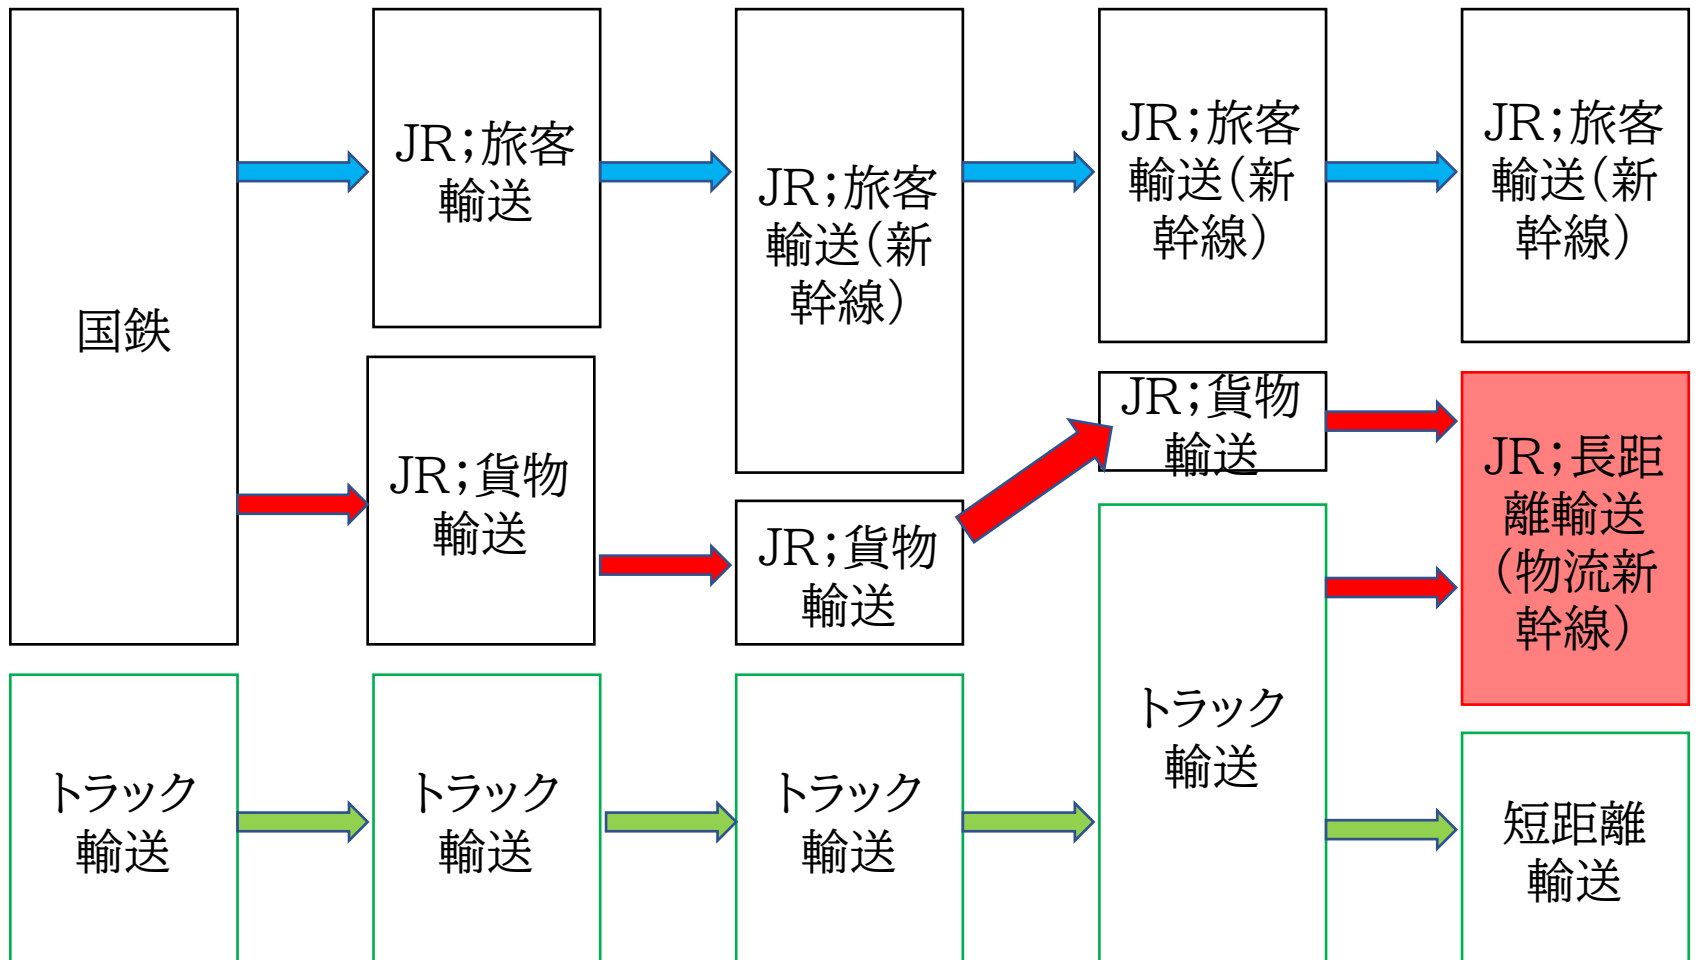 国鉄
JR;旅客
輸送
JR;貨物
輸送
JR;旅客
輸送(新
幹線)
JR;貨物
輸送
JR;旅客
輸送(新
幹線)
JR;貨物
輸送
JR;旅客
輸送(新
幹線)
JR;長距
離輸送
(物流新
幹線)
トラック
輸送
トラック
輸送
トラック
輸送
トラック
輸送
短距離
輸送